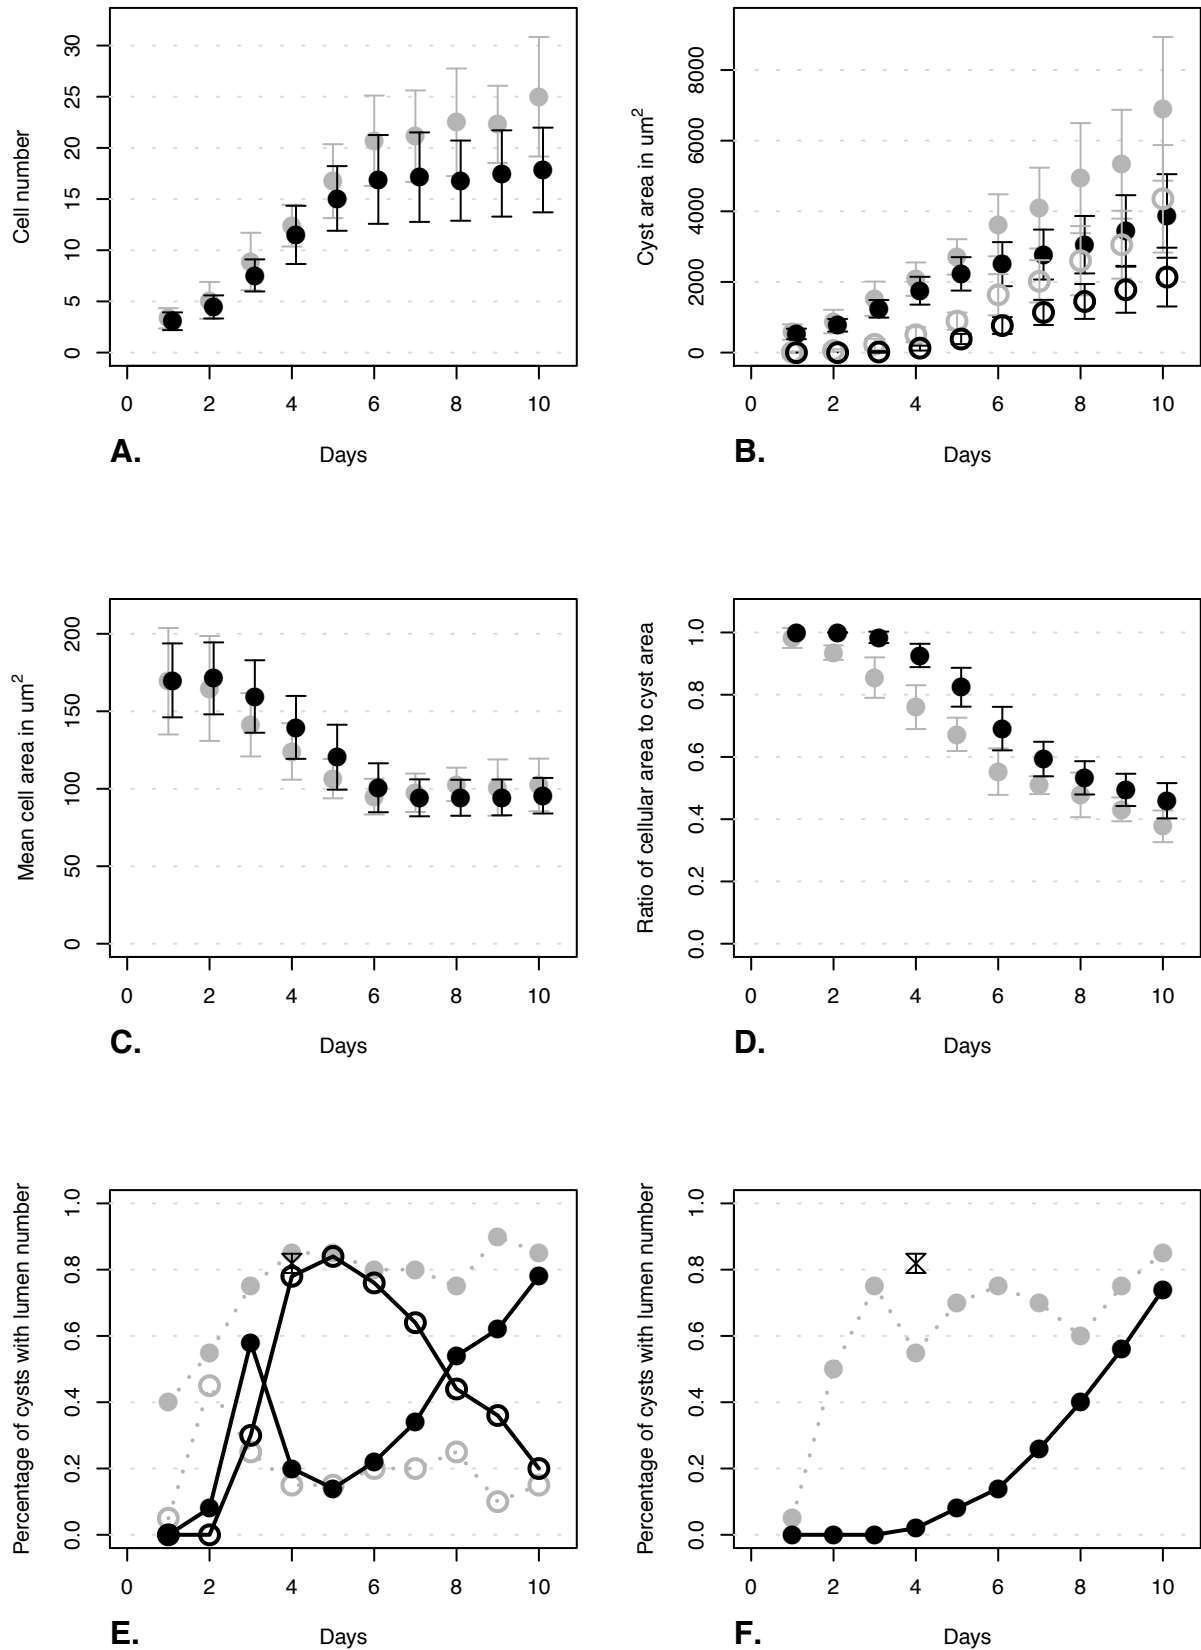 Cell number
0 5 10 15 20 25 30
0 2 4 6 8 10
A.
Days
Cyst area in um²
0 2000 4000 6000 8000
0 2 4 6 8 10
B.
Days
Mean cell area in um²
0 50 100 150 200
0 2 4 6 8 10
C.
Days
Ratio of cellular area to cyst area
0.0 0.2 0.4 0.6 0.8 1.0
0 2 4 6 8 10
D.
Days
Percentage of cysts with lumen number
0.0 0.2 0.4 0.6 0.8 1.0
0 2 4 6 8 10
E.
Days
Percentage of cysts with lumen number
0.0 0.2 0.4 0.6 0.8 1.0
0 2 4 6 8 10
F.
Days